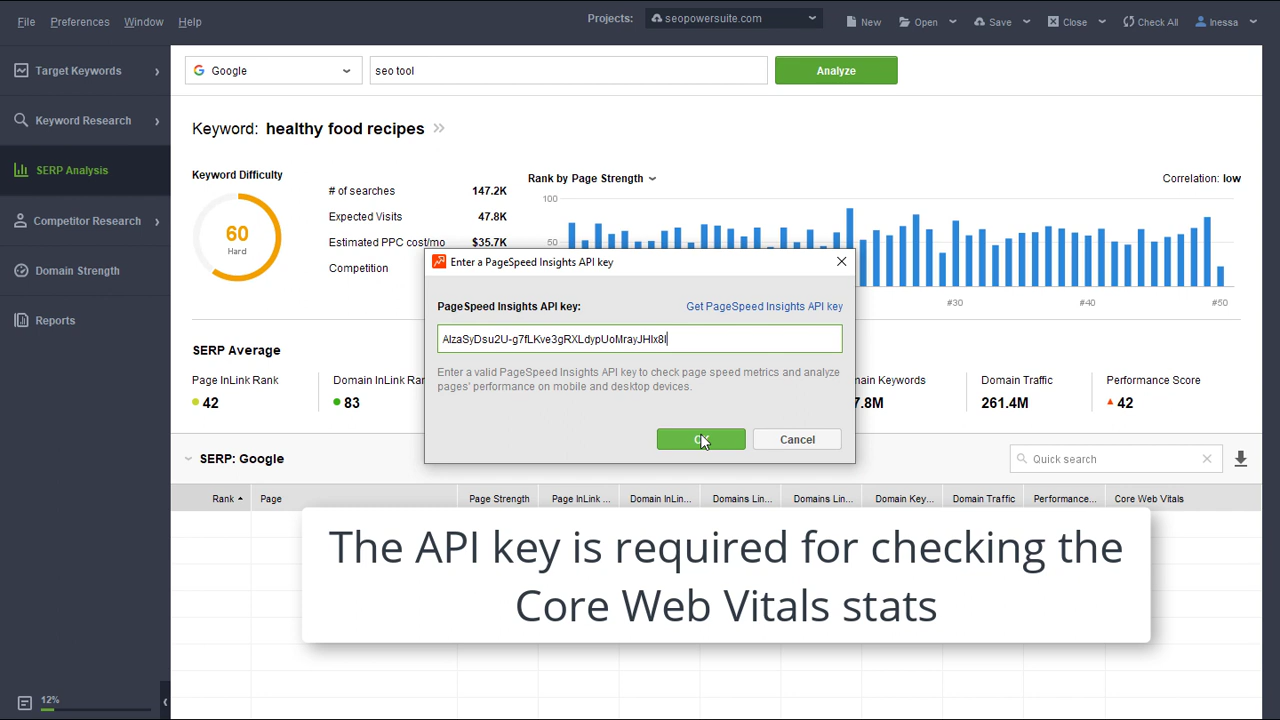 File Preferences Window Help
Projects: seopowersuite.com
New Open Save Close Check All Inessa
Target Keywords
Keyword Research
SERP Analysis
Competitor Research
Domain Strength
Reports
12%
Google
seo tool
Analyze
Keyword: healthy food recipes
Keyword Difficulty
60
Hard
# of searches 147.2K
Expected Visits 47.8K
Estimated PPC cost/mo $35.7K
Competition
Rank by Page Strength
Correlation: low
100
50
#30 #40 #50
Enter a PageSpeed Insights API key
PageSpeed Insights API key: Get PageSpeed Insights API key
Enter a valid PageSpeed Insights API key to check page speed metrics and analyze
pages' performance on mobile and desktop devices.
Cancel
SERP Average
Page InLink Rank
42
Domain InLink Ran
83
main Keywords
7.8M
Domain Traffic
261.4M
Performance Score
42
SERP: Google
Quick search
Rank Page Page Strength Page InLink ... Domain InLin... Domains Lin... Domains Lin... Domain Key... Domain Traffic Performance... Core Web Vitals
The API key is required for checking the
Core Web Vitals stats